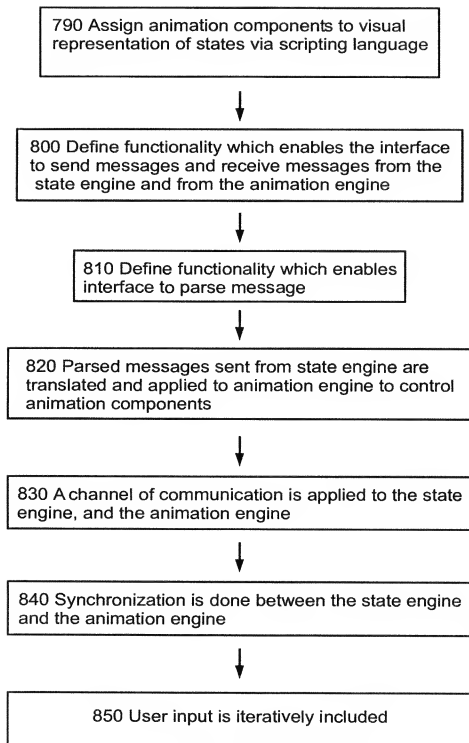 790 Assign animation components to visual
representation of states via scripting language
800 Define functionality which enables the interface
to send messages and receive messages from the
state engine and from the animation engine
810 Define functionality which enables
interface to parse message
820 Parsed messages sent from state engine are
translated and applied to animation engine to control
animation components
830 A channel of communication is applied to the state
engine, and the animation engine
840 Synchronization is done between the state engine
and the animation engine
850 User input is iteratively included